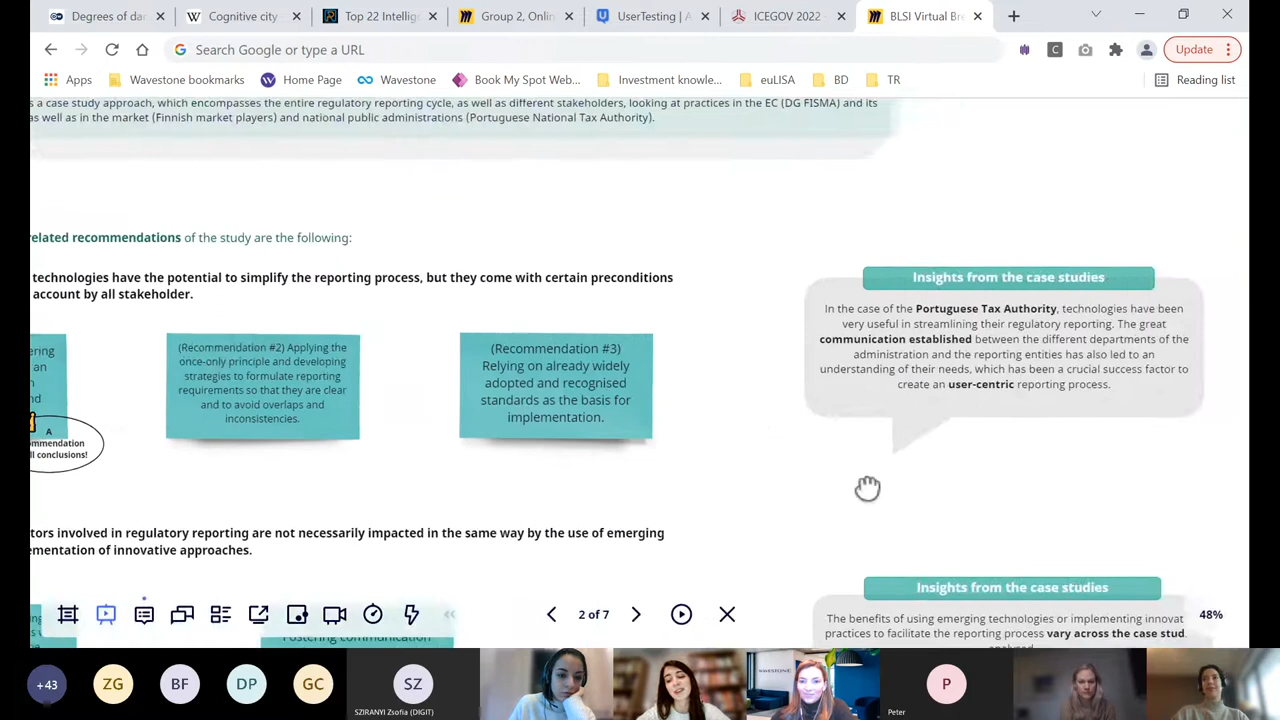 Degrees of da
Cognitive city
Top 22 Intellig
Group 2, Onlin
UserTesting | A
ICEGOV 2022 -
BLSI Virtual Bre
Search Google or type a URL
Update
Apps
Wavestone bookmarks
Home Page
Wavestone
Book My Spot Web...
Investment knowle...
euLISA
BD
TR
Reading list
s a case study approach, which encompasses the entire regulatory reporting cycle, as well as different stakeholders, looking at practices in the EC (DG FISMA) and its
as well as in the market (Finnish market players) and national public administrations (Portuguese National Tax Authority).
related recommendations of the study are the following:
technologies have the potential to simplify the reporting process, but they come with certain preconditions
account by all stakeholder.
ering
an
n
nd
A
ommendation
ll conclusions!
(Recommendation #2) Applying the
once-only principle and developing
strategies to formulate reporting
requirements so that they are clear
and to avoid overlaps and
inconsistencies.
(Recommendation #3)
Relying on already widely
adopted and recognised
standards as the basis for
implementation.
Insights from the case studies
In the case of the Portuguese Tax Authority, technologies have been
very useful in streamlining their regulatory reporting. The great
communication established between the different departments of the
administration and the reporting entities has also led to an
understanding of their needs, which has been a crucial success factor to
create an user-centric reporting process.
tors involved in regulatory reporting are not necessarily impacted in the same way by the use of emerging
ementation of innovative approaches.
Insights from the case studies
The benefits of using emerging technologies or implementing innovat
practices to facilitate the reporting process vary across the case stud
analysed
ing
Fostering communication
2 of 7
48%
+43
ZG
BF
DP
GC
SZ
SZIRANYI Zsofia (DIGIT)
WAVESTONE
P
Peter